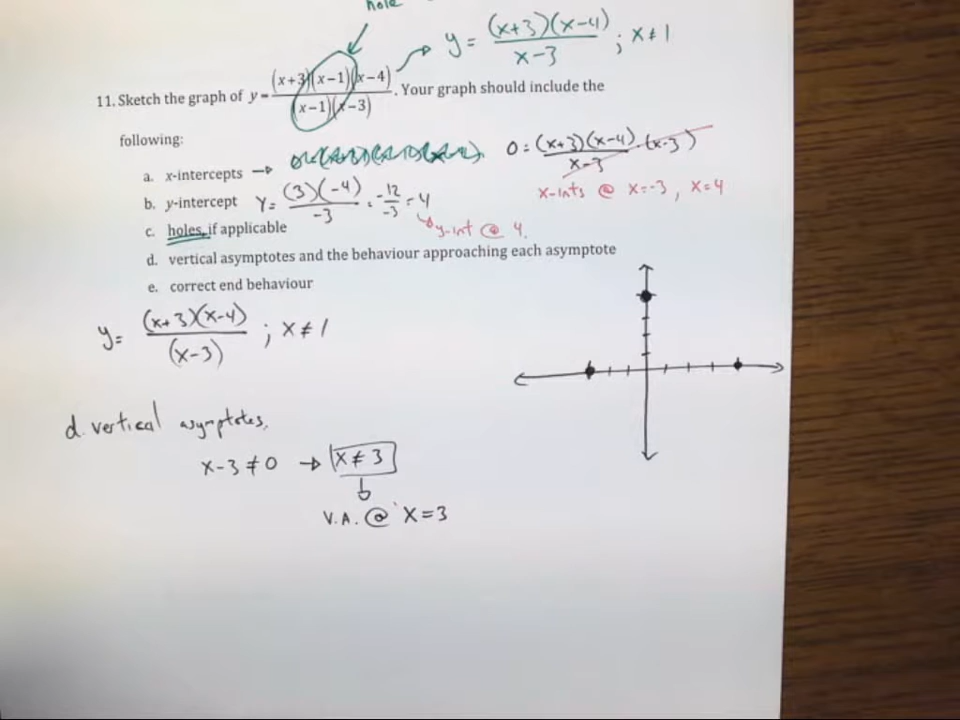 hole
y = (x+3)(x-4) / x-3 ; x ≠ 1
11. Sketch the graph of y = (x+3)(x-1)(x-4) / (x-1)(x-3). Your graph should include the
following:
a. x-intercepts → 0 = (x+3)(x-4) / x-3 · (x-3)
x-ints @ x=-3, x=4
b. y-intercept y = (3)(-4) / -3 = -12 / -3 = 4
y-int @ 4.
c. holes, if applicable
d. vertical asymptotes and the behaviour approaching each asymptote
e. correct end behaviour
y = (x+3)(x-4) / (x-3) ; x ≠ 1
d. vertical asymptotes,
x-3 ≠ 0 → x ≠ 3
V.A. @ x=3